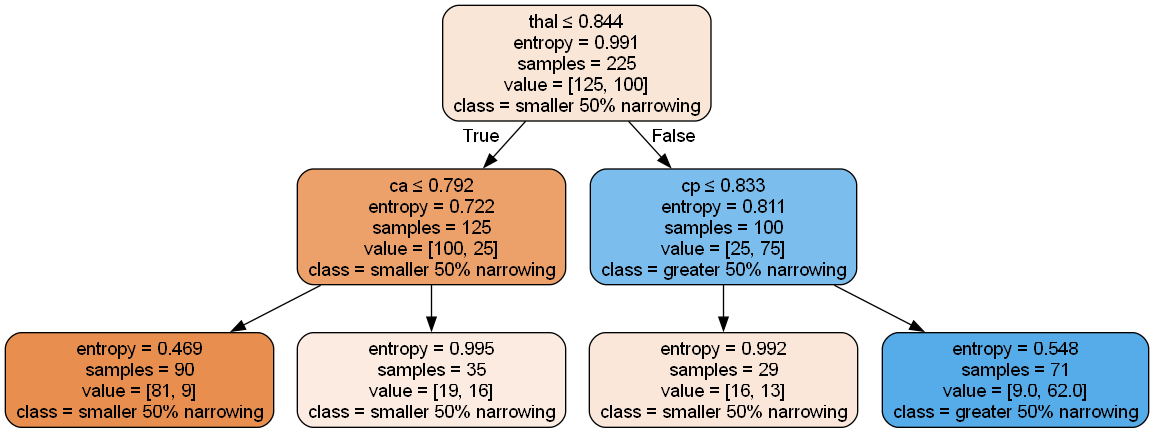 thal ≤ 0.844
entropy = 0.991
samples = 225
value = [125, 100]
class = smaller 50% narrowing
True
False
ca ≤ 0.792
entropy = 0.722
samples = 125
value = [100, 25]
class = smaller 50% narrowing
cp ≤ 0.833
entropy = 0.811
samples = 100
value = [25, 75]
class = greater 50% narrowing
entropy = 0.469
samples = 90
value = [81, 9]
class = smaller 50% narrowing
entropy = 0.995
samples = 35
value = [19, 16]
class = smaller 50% narrowing
entropy = 0.992
samples = 29
value = [16, 13]
class = smaller 50% narrowing
entropy = 0.548
samples = 71
value = [9.0, 62.0]
class = greater 50% narrowing